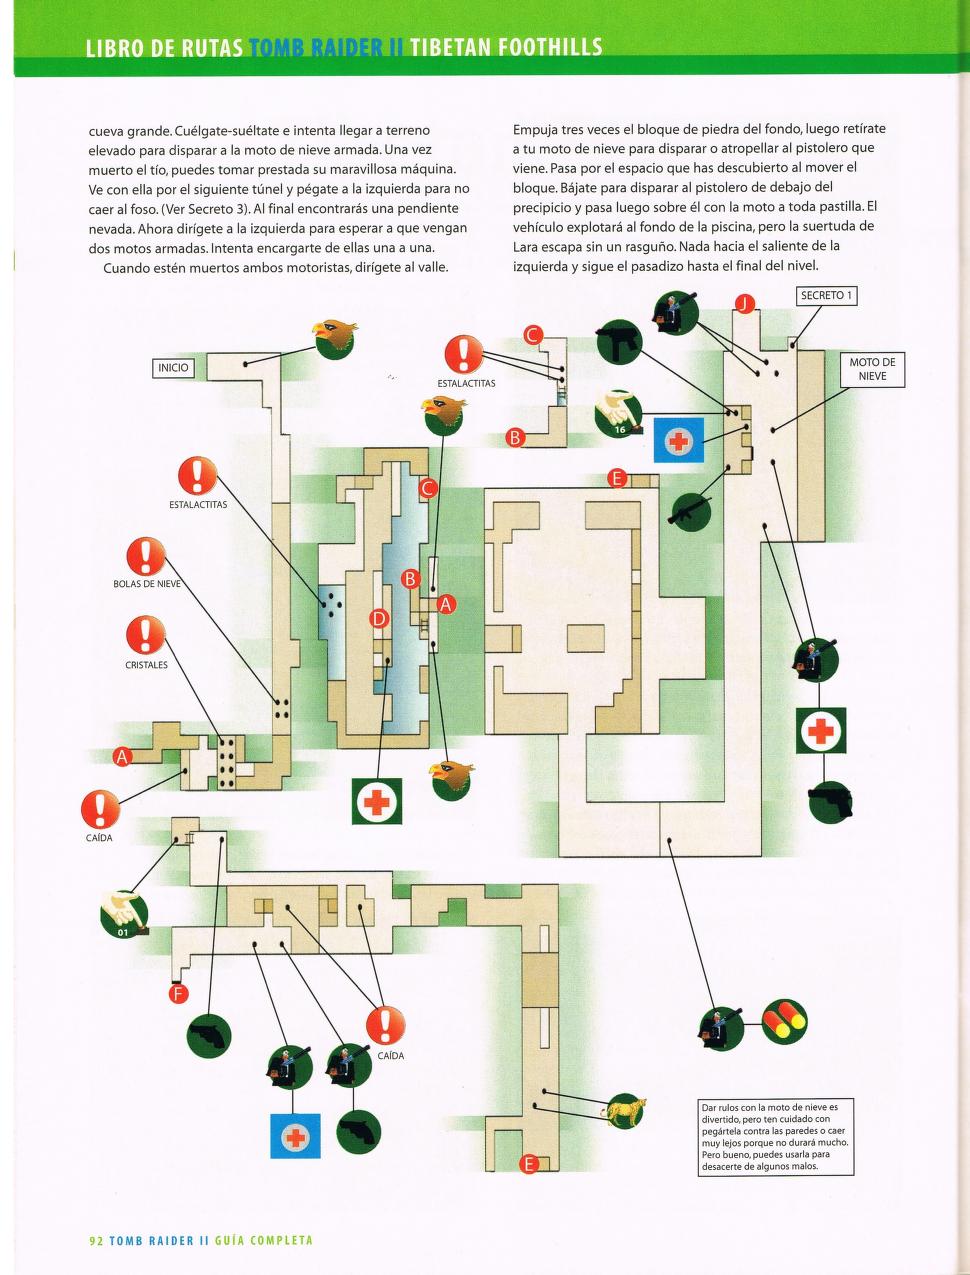 LIBRO DE RUTAS TOMB RAIDER II TIBETAN FOOTHILLS
cueva grande. Cuélgate-suéltate e intenta llegar a terreno
elevado para disparar a la moto de nieve armada. Una vez
muerto el tío, puedes tomar prestada su maravillosa máquina.
Ve con ella por el siguiente túnel y pégate a la izquierda para no
caer al foso. (Ver Secreto 3). Al final encontrarás una pendiente
nevada. Ahora dirígete a la izquierda para esperar a que vengan
dos motos armadas. Intenta encargarte de ellas una a una.
Cuando estén muertos ambos motoristas, dirígete al valle.
Empuja tres veces el bloque de piedra del fondo, luego retírate
a tu moto de nieve para disparar o atropellar al pistolero que
viene. Pasa por el espacio que has descubierto al mover el
bloque. Bájate para disparar al pistolero de debajo del
precipicio y pasa luego sobre él con la moto a toda pastilla. El
vehículo explotará al fondo de la piscina, pero la suertuda de
Lara escapa sin un rasguño. Nada hacia el saliente de la
izquierda y sigue el pasadizo hasta el final del nivel.
INICIO
ESTALACTITAS
BOLAS DE NIEVE
CRISTALES
A
CAÍDA
01
F
C
ESTALACTITAS
B
C
B
A
D
E
16
J
SECRETO 1
MOTO DE
NIEVE
CAÍDA
E
Dar rulos con la moto de nieve es
divertido, pero ten cuidado con
pegártela contra las paredes o caer
muy lejos porque no durará mucho.
Pero bueno, puedes usarla para
desacerte de algunos malos.
92 TOMB RAIDER II GUÍA COMPLETA